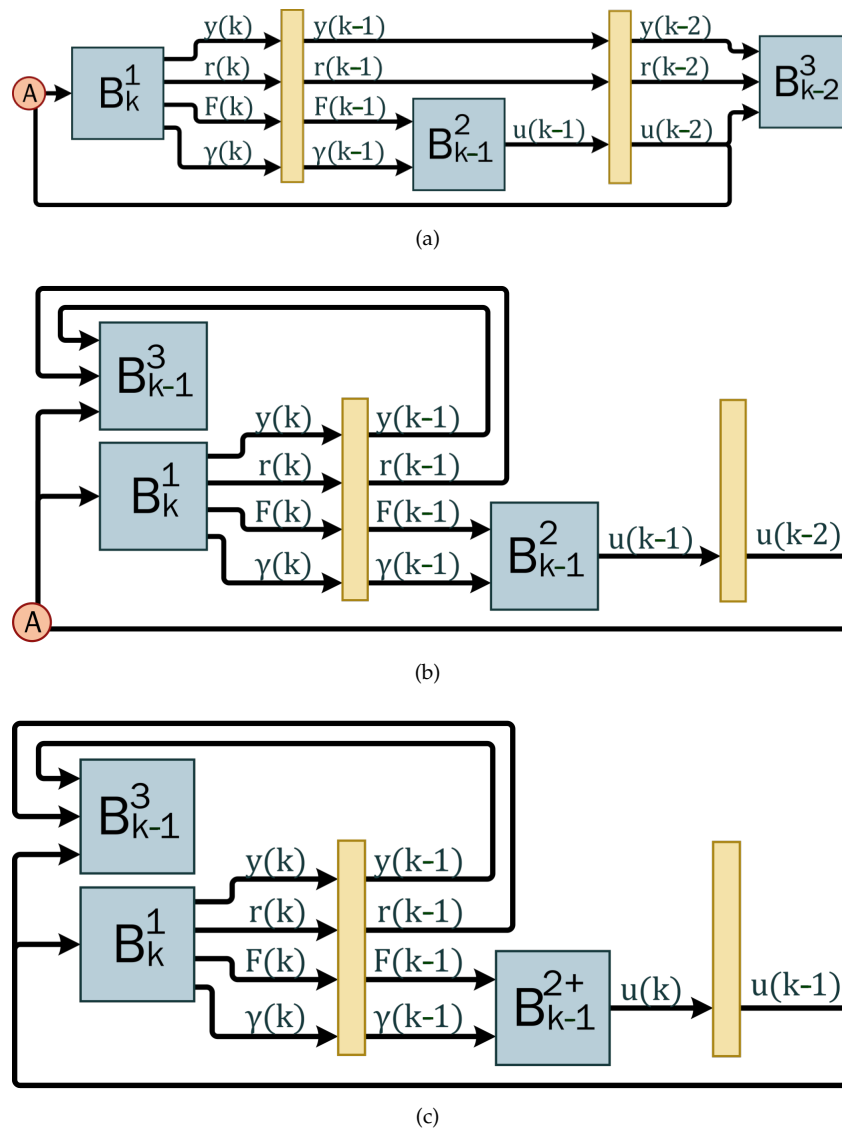 y(k) y(k-1) y(k-2)
A B¹ₖ r(k) r(k-1) r(k-2) B³ₖ₋₂
F(k) F(k-1) B²ₖ₋₁ u(k-1) u(k-2)
γ(k) γ(k-1)
(a)
B³ₖ₋₁
y(k) y(k-1)
B¹ₖ r(k) r(k-1)
F(k) F(k-1) B²ₖ₋₁ u(k-1) u(k-2)
γ(k) γ(k-1)
A
(b)
B³ₖ₋₁
y(k) y(k-1)
B¹ₖ r(k) r(k-1)
F(k) F(k-1) B²⁺ₖ₋₁ u(k) u(k-1)
γ(k) γ(k-1)
(c)